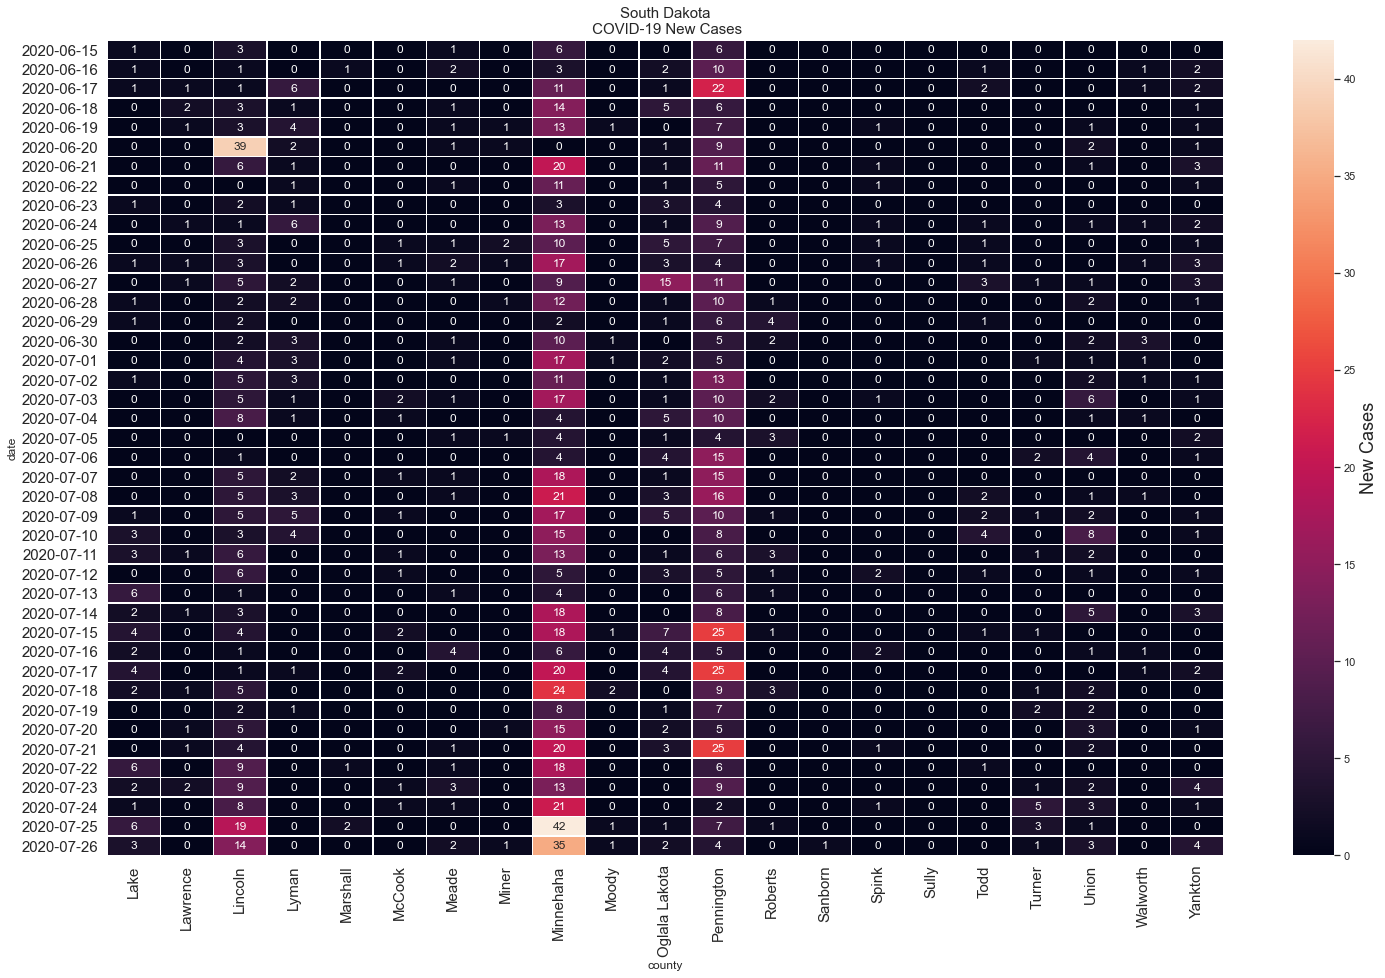 South Dakota
COVID-19 New Cases
2020-06-15 1 0 3 0 0 0 1 0 6 0 0 6 0 0 0 0 0 0 0 0 0
2020-06-16 1 0 1 0 1 0 2 0 3 0 2 10 0 0 0 0 1 0 0 1 2
2020-06-17 1 1 1 6 0 0 0 0 11 0 1 22 0 0 0 0 2 0 0 1 2
2020-06-18 0 2 3 1 0 0 1 0 14 0 5 6 0 0 0 0 0 0 0 0 1
2020-06-19 0 1 3 4 0 0 1 1 13 1 0 7 0 0 1 0 0 0 1 0 1
2020-06-20 0 0 39 2 0 0 1 1 0 0 1 9 0 0 0 0 0 0 2 0 1
2020-06-21 0 0 6 1 0 0 0 0 20 0 1 11 0 0 1 0 0 0 1 0 3
2020-06-22 0 0 0 1 0 0 1 0 11 0 1 5 0 0 1 0 0 0 0 0 1
2020-06-23 1 0 2 1 0 0 0 0 3 0 3 4 0 0 0 0 0 0 0 0 0
2020-06-24 0 1 1 6 0 0 0 0 13 0 1 9 0 0 1 0 1 0 1 1 2
2020-06-25 0 0 3 0 0 1 1 2 10 0 5 7 0 0 1 0 1 0 0 0 1
2020-06-26 1 1 3 0 0 1 2 1 17 0 3 4 0 0 1 0 1 0 0 1 3
2020-06-27 0 1 5 2 0 0 1 0 9 0 15 11 0 0 0 0 3 1 1 0 3
2020-06-28 1 0 2 2 0 0 0 1 12 0 1 10 1 0 0 0 0 0 2 0 1
2020-06-29 1 0 2 0 0 0 0 0 2 0 1 6 4 0 0 0 1 0 0 0 0
2020-06-30 0 0 2 3 0 0 1 0 10 1 0 5 2 0 0 0 0 0 2 3 0
2020-07-01 0 0 4 3 0 0 1 0 17 1 2 5 0 0 0 0 0 1 1 1 0
2020-07-02 1 0 5 3 0 0 0 0 11 0 1 13 0 0 0 0 0 0 2 1 1
2020-07-03 0 0 5 1 0 2 1 0 17 0 1 10 2 0 1 0 0 0 6 0 1
2020-07-04 0 0 8 1 0 1 0 0 4 0 5 10 0 0 0 0 0 0 1 1 0
2020-07-05 0 0 0 0 0 0 1 1 4 0 1 4 3 0 0 0 0 0 0 0 2
2020-07-06 0 0 1 0 0 0 0 0 4 0 4 15 0 0 0 0 0 2 4 0 1
2020-07-07 0 0 5 2 0 1 1 0 18 0 1 15 0 0 0 0 0 0 0 0 0
2020-07-08 0 0 5 3 0 0 1 0 21 0 3 16 0 0 0 0 2 0 1 1 0
2020-07-09 1 0 5 5 0 1 0 0 17 0 5 10 1 0 0 0 2 1 2 0 1
2020-07-10 3 0 3 4 0 0 0 0 15 0 0 8 0 0 0 0 4 0 8 0 1
2020-07-11 3 1 6 0 0 1 0 0 13 0 1 6 3 0 0 0 0 1 2 0 0
2020-07-12 0 0 6 0 0 1 0 0 5 0 3 5 1 0 2 0 1 0 1 0 1
2020-07-13 6 0 1 0 0 0 1 0 4 0 0 6 1 0 0 0 0 0 0 0 0
2020-07-14 2 1 3 0 0 0 0 0 18 0 0 8 0 0 0 0 0 0 5 0 3
2020-07-15 4 0 4 0 0 2 0 0 18 1 7 25 1 0 0 0 1 1 0 0 0
2020-07-16 2 0 1 0 0 0 4 0 6 0 4 5 0 0 2 0 0 0 1 1 0
2020-07-17 4 0 1 1 0 2 0 0 20 0 4 25 0 0 0 0 0 0 0 1 2
2020-07-18 2 1 5 0 0 0 0 0 24 2 0 9 3 0 0 0 0 1 2 0 0
2020-07-19 0 0 2 1 0 0 0 0 8 0 1 7 0 0 0 0 0 2 2 0 0
2020-07-20 0 1 5 0 0 0 0 1 15 0 2 5 0 0 0 0 0 0 3 0 1
2020-07-21 0 1 4 0 0 0 1 0 20 0 3 25 0 0 1 0 0 0 2 0 0
2020-07-22 6 0 9 0 1 0 1 0 18 0 0 6 0 0 0 0 1 0 0 0 0
2020-07-23 2 2 9 0 0 1 3 0 13 0 0 9 0 0 0 0 0 1 2 0 4
2020-07-24 1 0 8 0 0 1 1 0 21 0 0 2 0 0 1 0 0 5 3 0 1
2020-07-25 6 0 19 0 2 0 0 0 42 1 1 7 1 0 0 0 0 3 1 0 0
2020-07-26 3 0 14 0 0 0 2 1 35 1 2 4 0 1 0 0 0 1 3 0 4
date
Lake Lawrence Lincoln Lyman Marshall McCook Meade Miner Minnehaha Moody Oglala Lakota Pennington Roberts Sanborn Spink Sully Todd Turner Union Walworth Yankton
county
40
35
30
25
20
15
10
5
0
New Cases